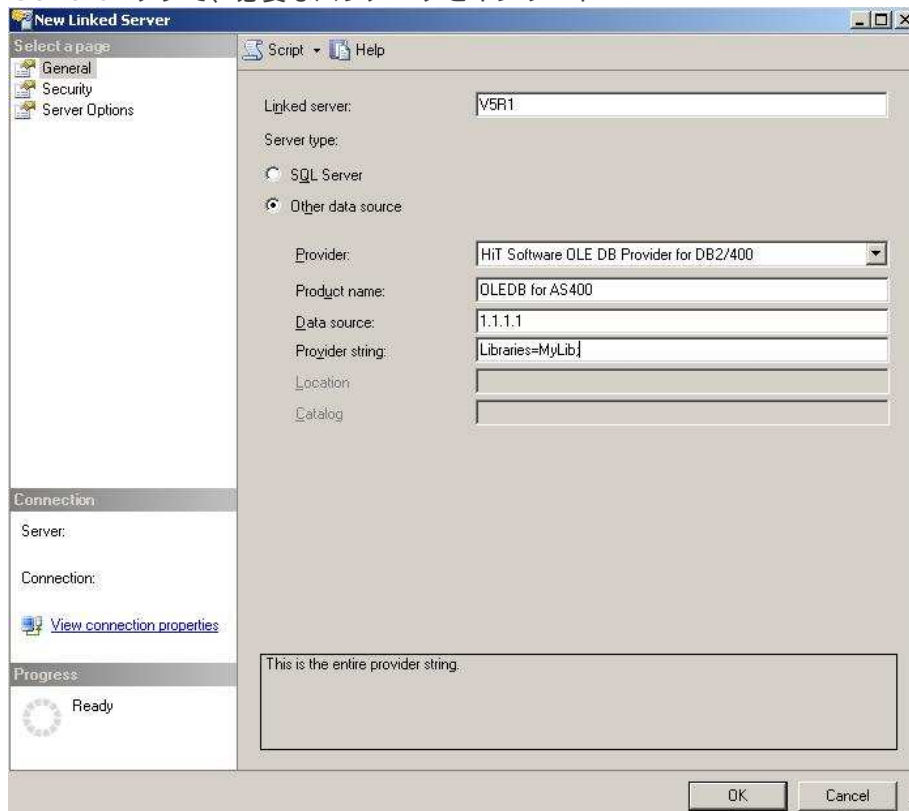 New Linked Server
Select a page
General
Security
Server Options
Script Help
Linked server: V5R1
Server type:
SQL Server
Other data source
Provider: HiT Software OLE DB Provider for DB2/400
Product name: OLEDB for AS400
Data source: 1.1.1.1
Provider string: Libraries=MyLib;
Location
Catalog
Connection
Server:
Connection:
View connection properties
Progress
Ready
This is the entire provider string.
OK Cancel